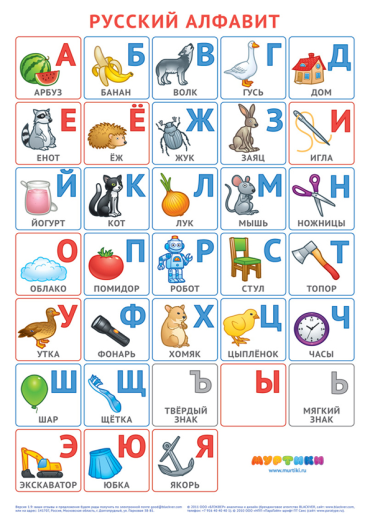 РУССКИЙ АЛФАВИТ
А
АРБУЗ
Б
БАНАН
В
ВОЛК
Г
ГУСЬ
Д
ДОМ
Е
ЕНОТ
Ё
ЁЖ
Ж
ЖУК
З
ЗАЯЦ
И
ИГЛА
Й
ЙОГУРТ
К
КОТ
Л
ЛУК
М
МЫШЬ
Н
НОЖНИЦЫ
О
ОБЛАКО
П
ПОМИДОР
Р
РОБОТ
С
СТУЛ
Т
ТОПОР
У
УТКА
Ф
ФОНАРЬ
Х
ХОМЯК
Ц
ЦЫПЛЁНОК
Ч
ЧАСЫ
Ш
ШАР
Щ
ЩЁТКА
Ъ
ТВЁРДЫЙ
ЗНАК
Ы
Ь
МЯГКИЙ
ЗНАК
Э
ЭКСКАВАТОР
Ю
ЮБКА
Я
ЯКОРЬ
МУРТИКИ
www.murtiki.ru